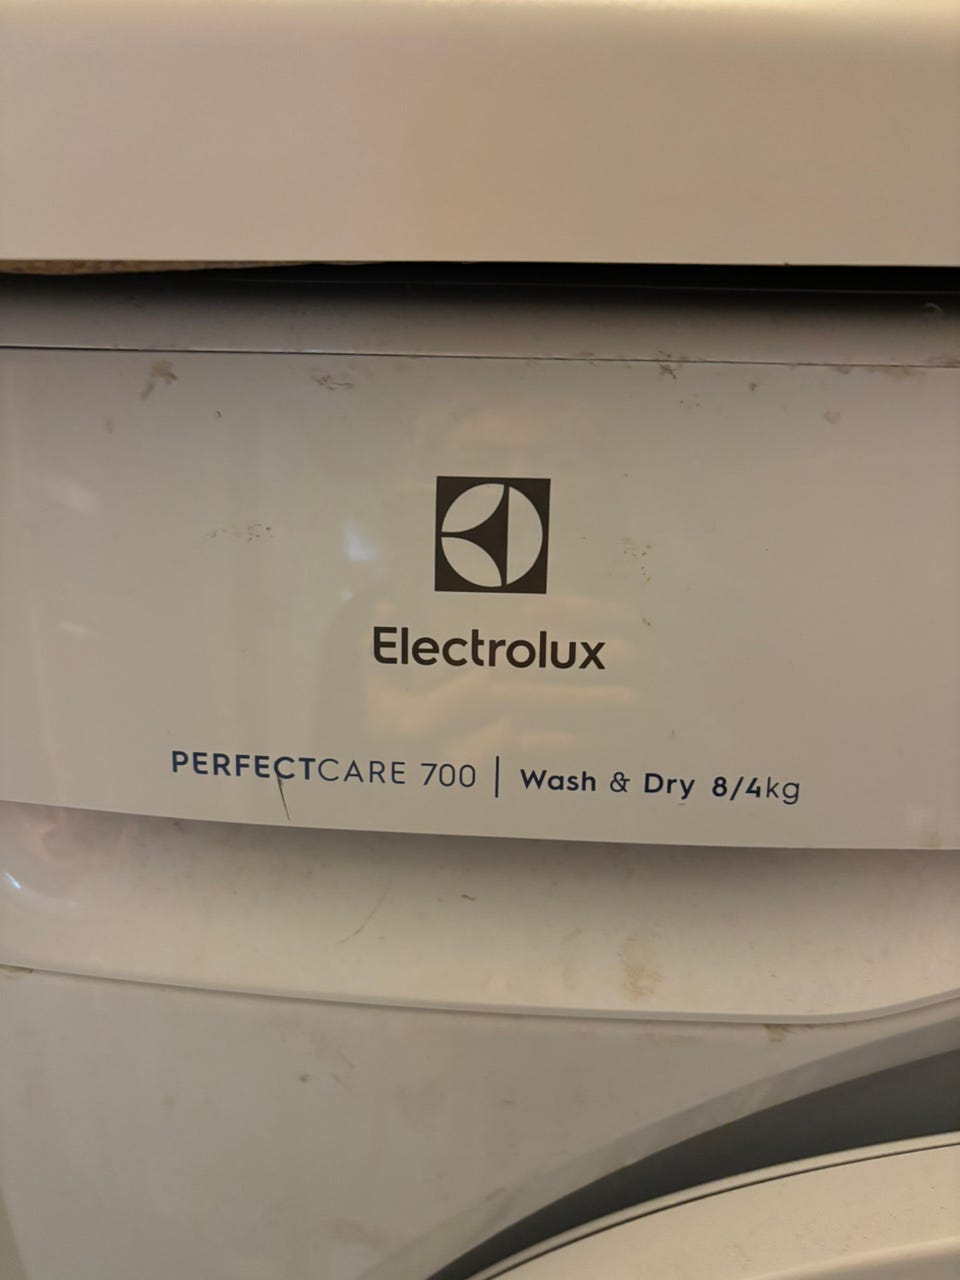 Electrolux
PERFECTCARE 700 | Wash & Dry 8/4kg